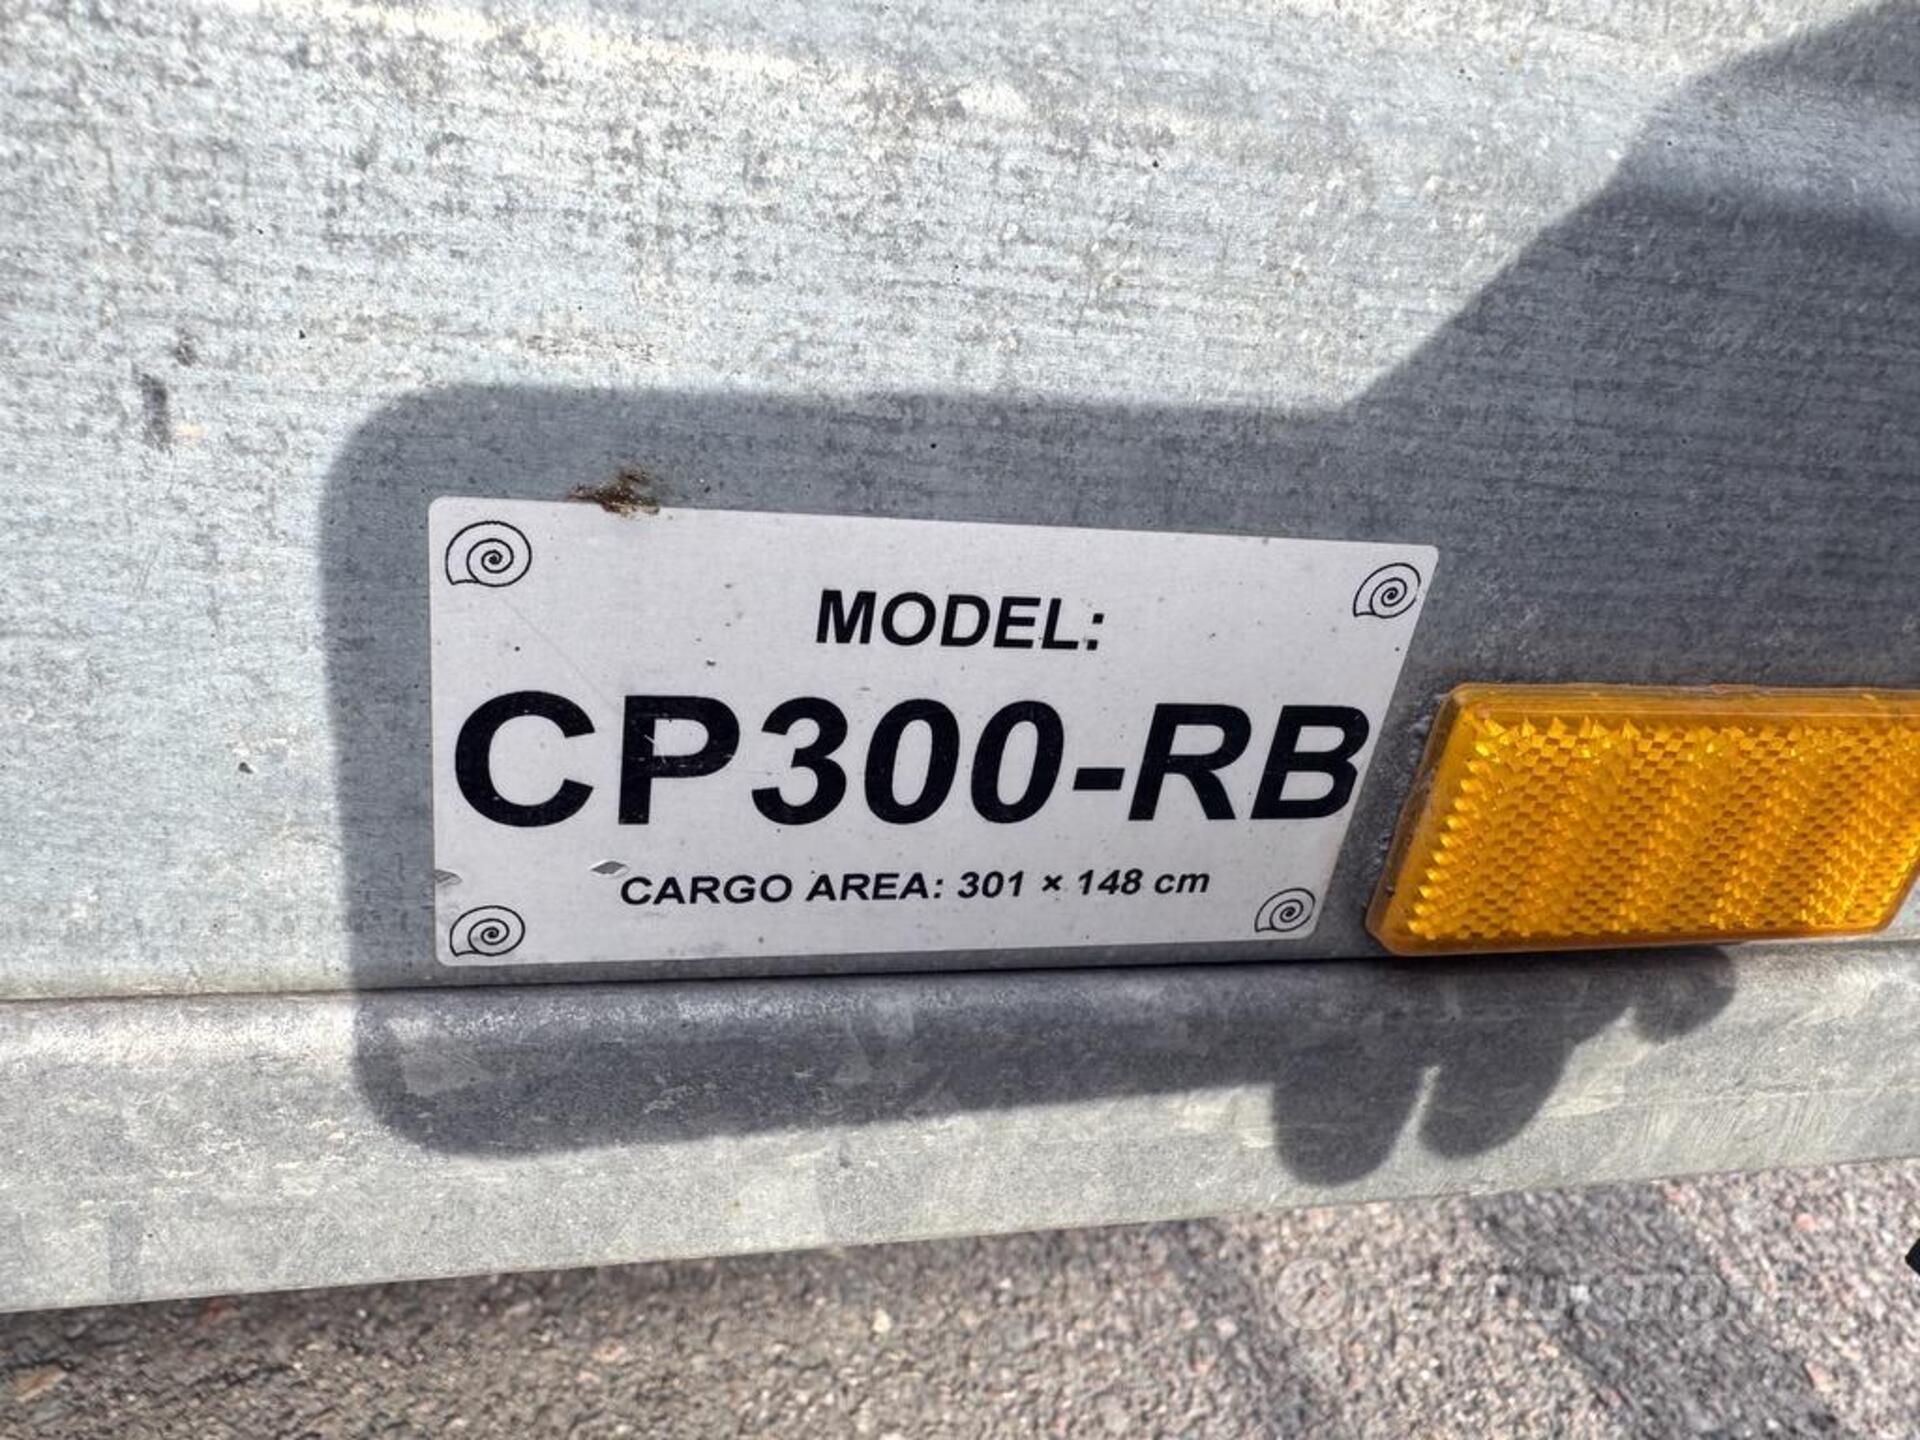 MODEL:
CP300-RB
CARGO AREA: 301 × 148 cm